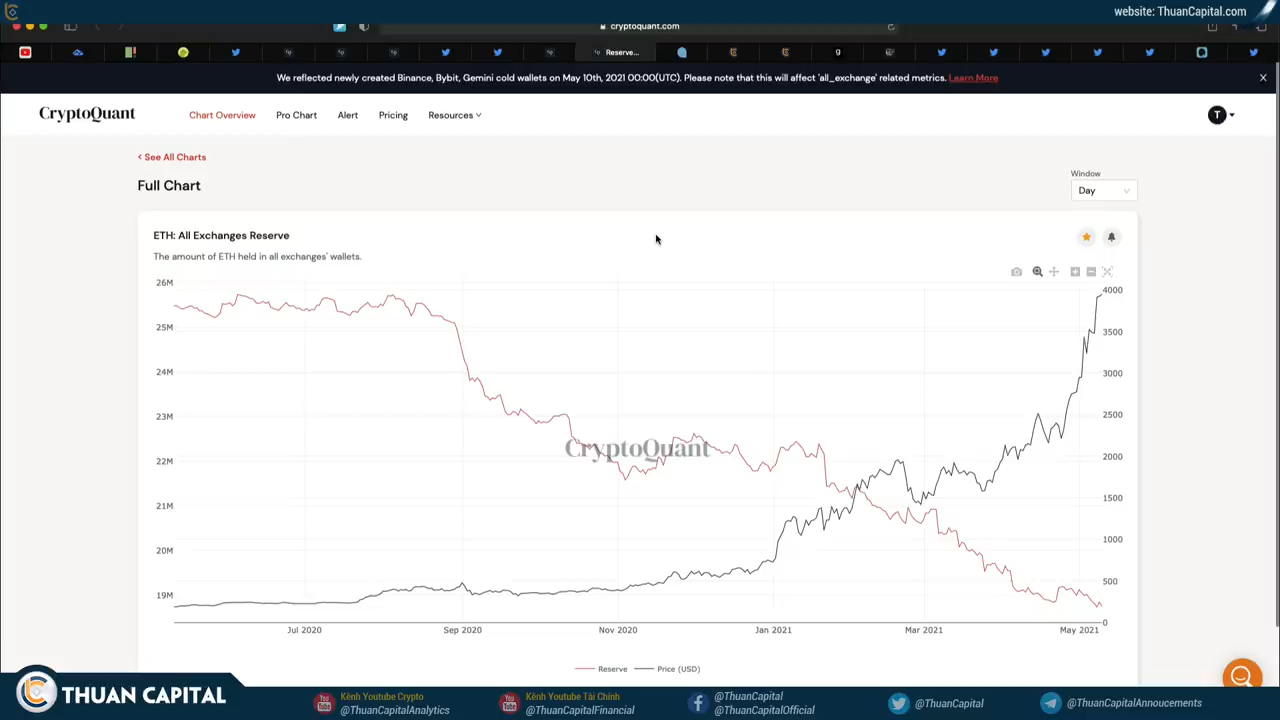 website: ThuanCapital.com
cryptoquant.com
Reserve...
We reflected newly created Binance, Bybit, Gemini cold wallets on May 10th, 2021 00:00(UTC). Please note that this will affect 'all_exchange' related metrics. Learn More
CryptoQuant
Chart Overview
Pro Chart
Alert
Pricing
Resources
T
< See All Charts
Full Chart
Window
Day
ETH: All Exchanges Reserve
The amount of ETH held in all exchanges' wallets.
26M
25M
24M
23M
22M
21M
20M
19M
4000
3500
3000
2500
2000
1500
1000
500
0
CryptoQuant
Jul 2020
Sep 2020
Nov 2020
Jan 2021
Mar 2021
May 2021
Reserve
Price (USD)
THUAN CAPITAL
Kênh Youtube Crypto
@ThuanCapitalAnalytics
Kênh Youtube Tài Chính
@ThuanCapitalFinancial
@ThuanCapital
@ThuanCapitalOfficial
@ThuanCapital
@ThuanCapitalAnnoucements